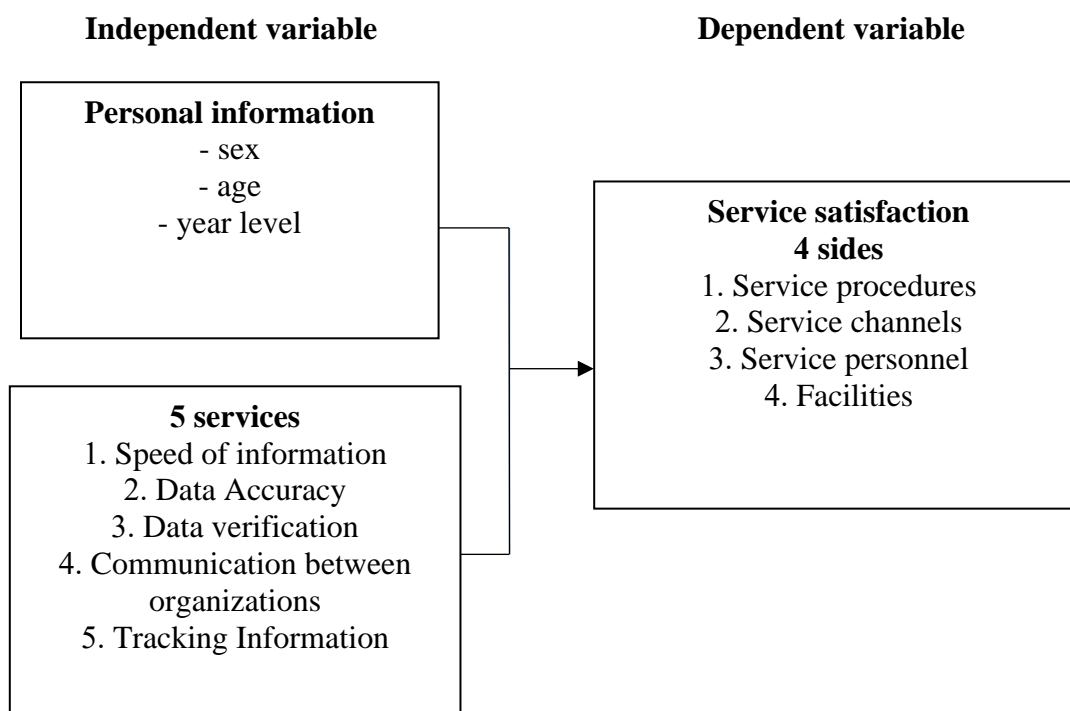 Independent variable
Personal information
- sex
- age
- year level
5 services
1. Speed of information
2. Data Accuracy
3. Data verification
4. Communication between
organizations
5. Tracking Information
Dependent variable
Service satisfaction
4 sides
1. Service procedures
2. Service channels
3. Service personnel
4. Facilities